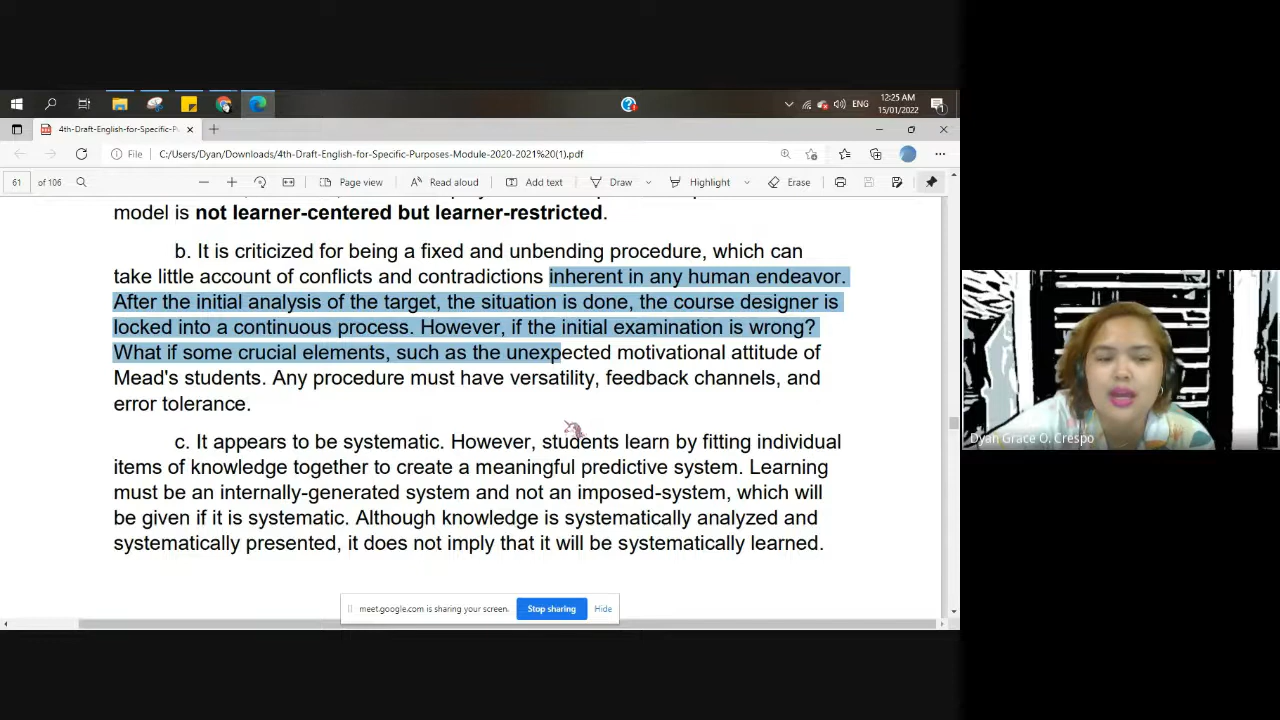 ENG
12:25 AM
15/01/2022
4th-Draft-English-for-Specific-Pu
File
C:/Users/Dyan/Downloads/4th-Draft-English-for-Specific-Purposes-Module-2020-2021%20(1).pdf
61 of 106
Page view
Read aloud
Add text
Draw
Highlight
Erase
model is not learner-centered but learner-restricted.
b. It is criticized for being a fixed and unbending procedure, which can
take little account of conflicts and contradictions inherent in any human endeavor.
After the initial analysis of the target, the situation is done, the course designer is
locked into a continuous process. However, if the initial examination is wrong?
What if some crucial elements, such as the unexpected motivational attitude of
Mead's students. Any procedure must have versatility, feedback channels, and
error tolerance.
c. It appears to be systematic. However, students learn by fitting individual
items of knowledge together to create a meaningful predictive system. Learning
must be an internally-generated system and not an imposed-system, which will
be given if it is systematic. Although knowledge is systematically analyzed and
systematically presented, it does not imply that it will be systematically learned.
meet.google.com is sharing your screen.
Stop sharing
Hide
Dyan Grace O. Crespo